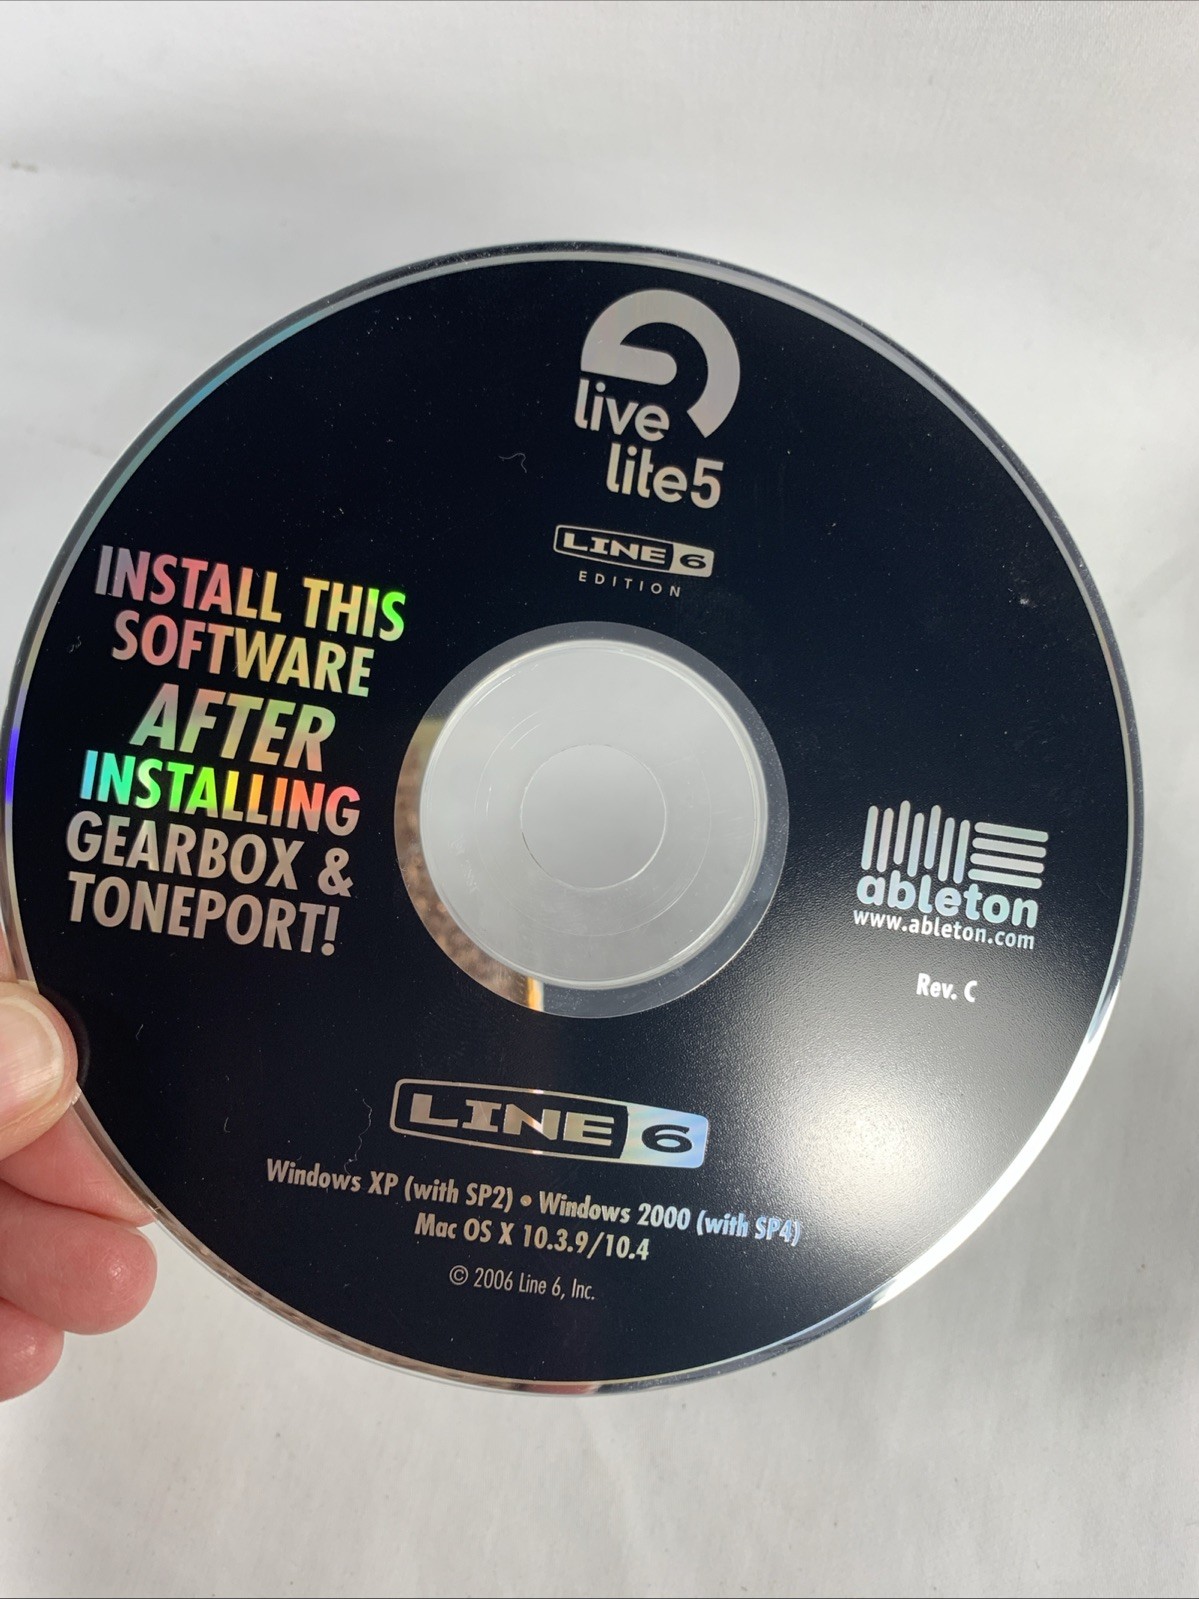 live
lite5
LINE 6
EDITION
INSTALL THIS
SOFTWARE
AFTER
INSTALLING
GEARBOX &
TONEPORT!
ableton
www.ableton.com
Rev. C
LINE 6
Windows XP (with SP2) • Windows 2000 (with SP4)
Mac OS X 10.3.9/10.4
© 2006 Line 6, Inc.